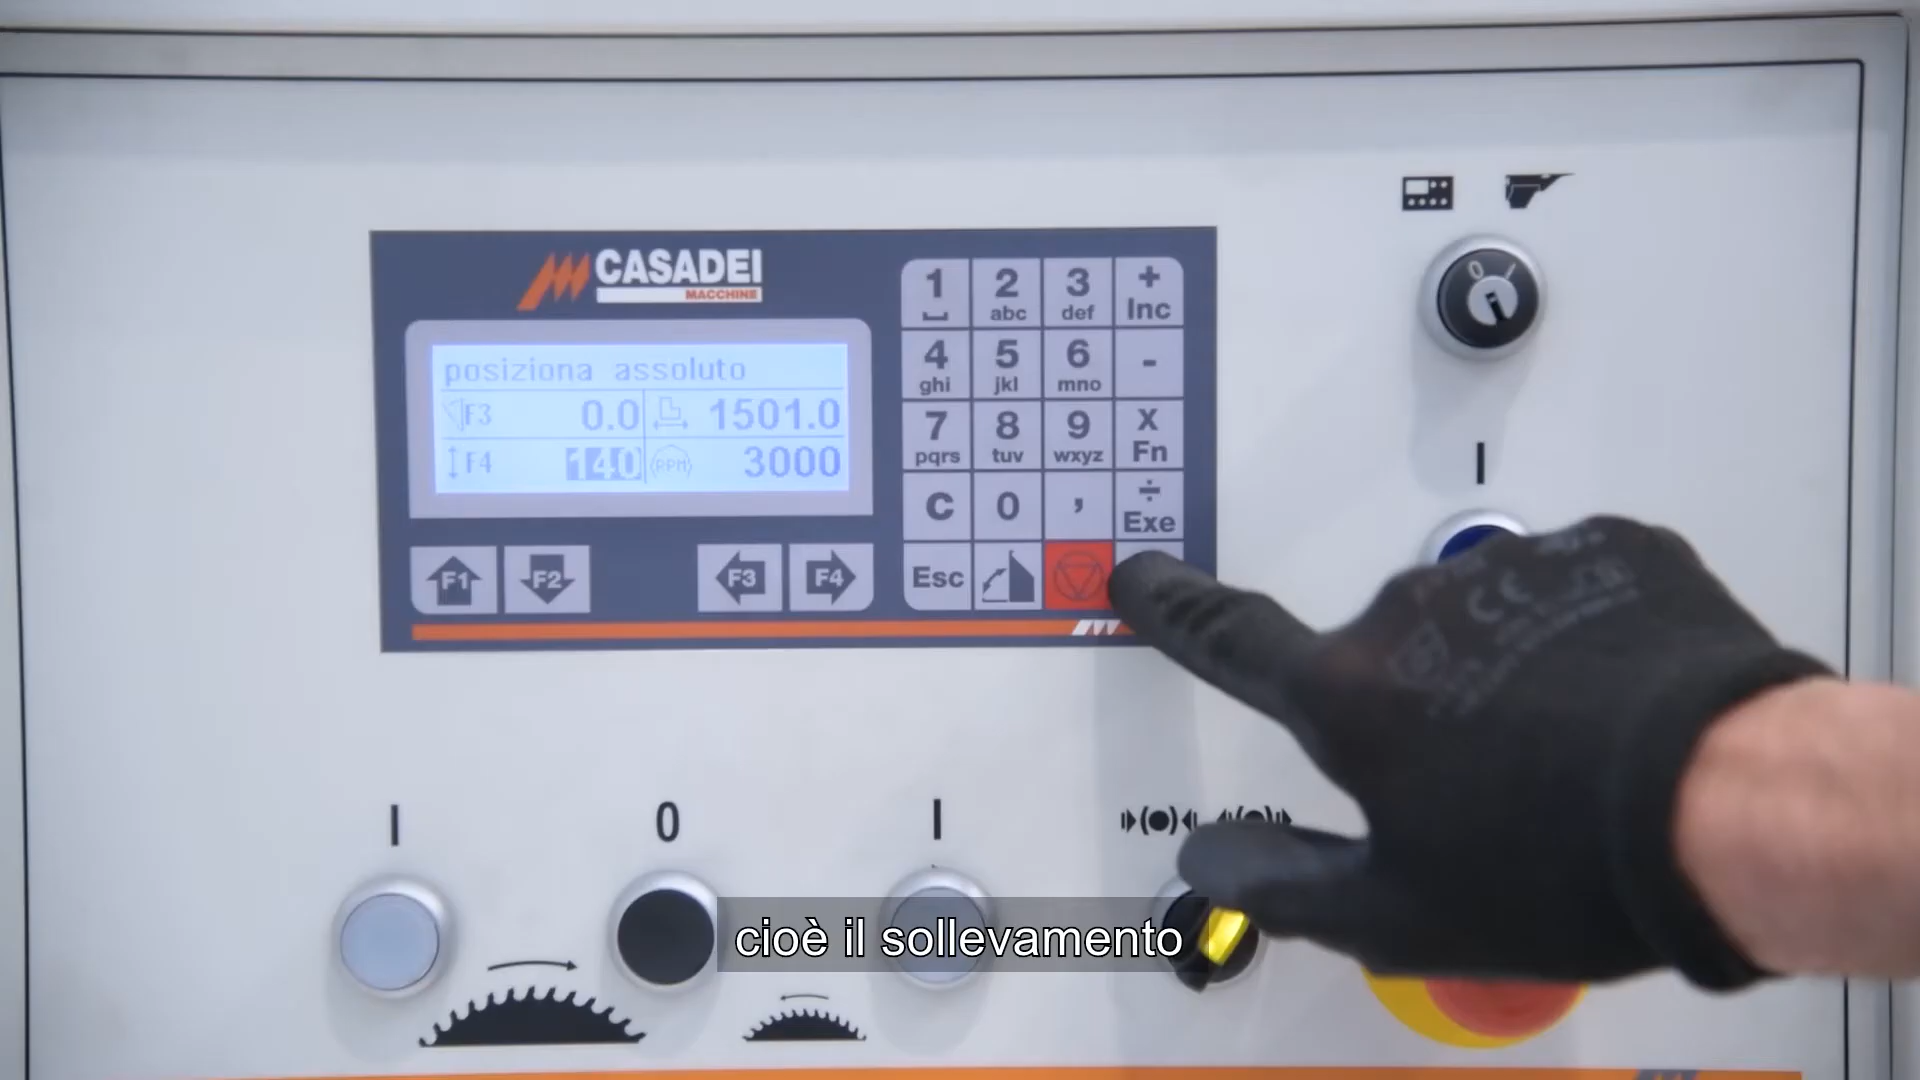 CASADEI
MACCHINE
posiziona assoluto
F3 0.0 1501.0
F4 140 RPM 3000
F1 F2 F3 F4
1 2 3 +
abc def Inc
4 5 6 -
ghi jkl mno
7 8 9 X
pqrs tuv wxyz Fn
C 0 , ÷
Exe
Esc
0 I
I
I 0 I
CE
cioè il sollevamento